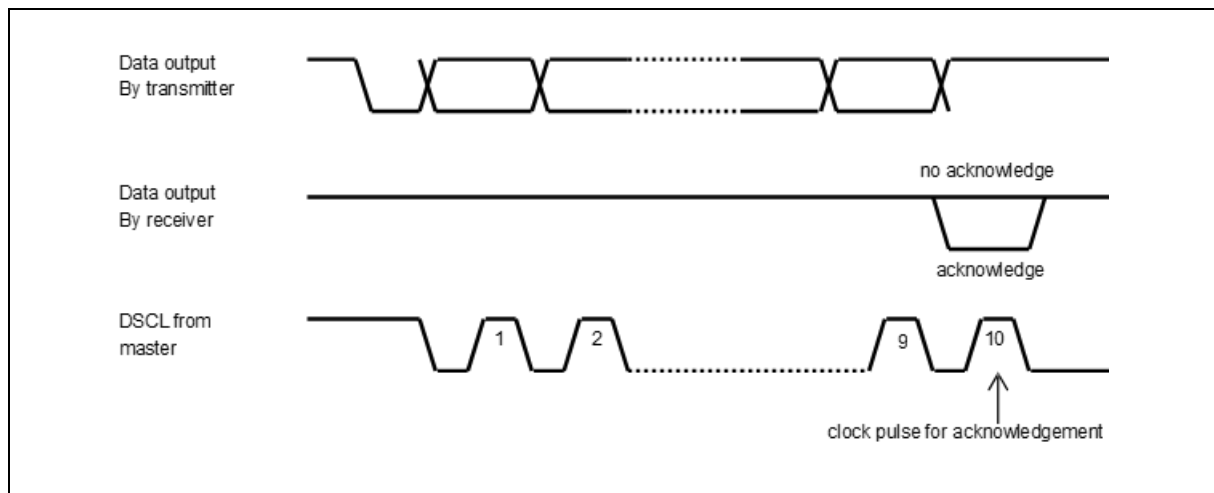 Data output
By transmitter
no acknowledge
Data output
By receiver
acknowledge
DSCL from
master
1
2
9
10
clock pulse for acknowledgement